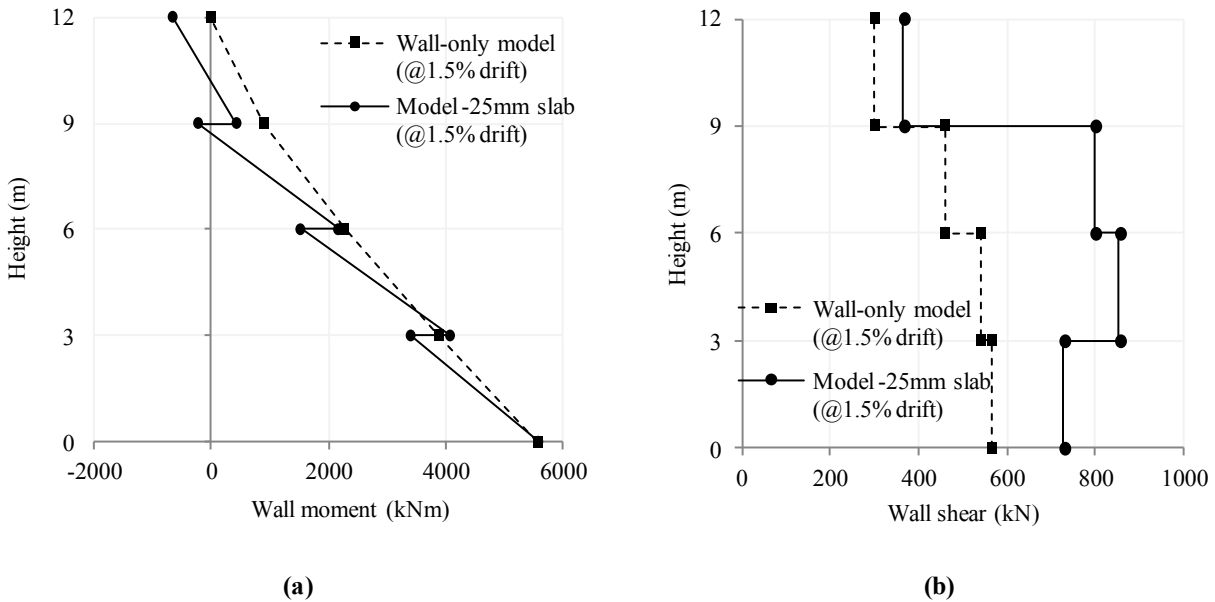 12
9
6
3
0
Height (m)
-2000 0 2000 4000 6000
Wall moment (kNm)
Wall-only model
(@1.5% drift)
Model -25mm slab
(@1.5% drift)
(a)
12
9
6
3
0
Height (m)
0 200 400 600 800 1000
Wall shear (kN)
Wall-only model
(@1.5% drift)
Model -25mm slab
(@1.5% drift)
(b)